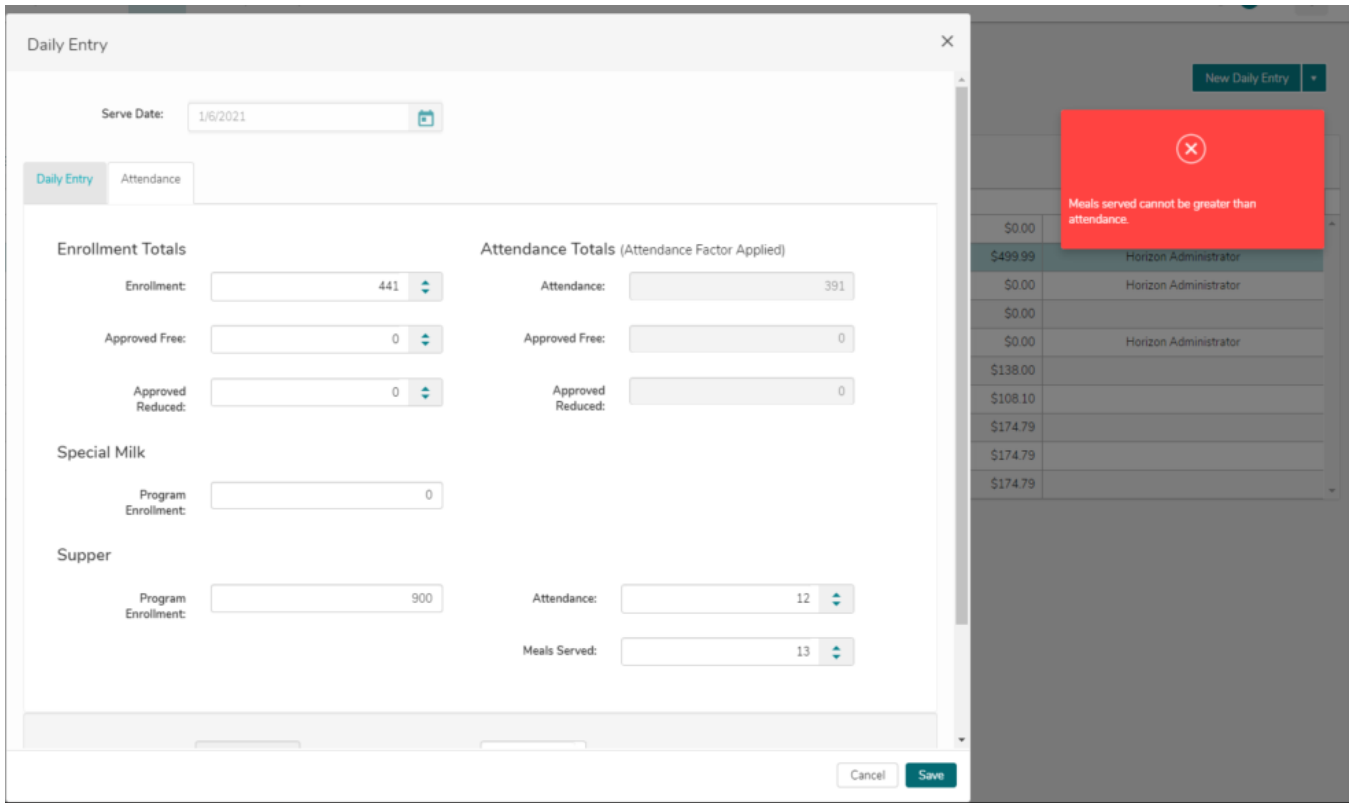 Daily Entry
New Daily Entry
Serve Date: 1/6/2021
Meals served cannot be greater than
attendance.
Daily Entry Attendance
Enrollment Totals
Attendance Totals (Attendance Factor Applied)
Enrollment: 441
Attendance: 391
Approved Free: 0
Approved Free: 0
Approved
Reduced: 0
Approved
Reduced: 0
Special Milk
Program
Enrollment: 0
Supper
Program
Enrollment: 900
Attendance: 12
Meals Served: 13
Cancel Save
$0.00
$499.99 Horizon Administrator
$0.00 Horizon Administrator
$0.00
$0.00 Horizon Administrator
$138.00
$108.10
$174.79
$174.79
$174.79